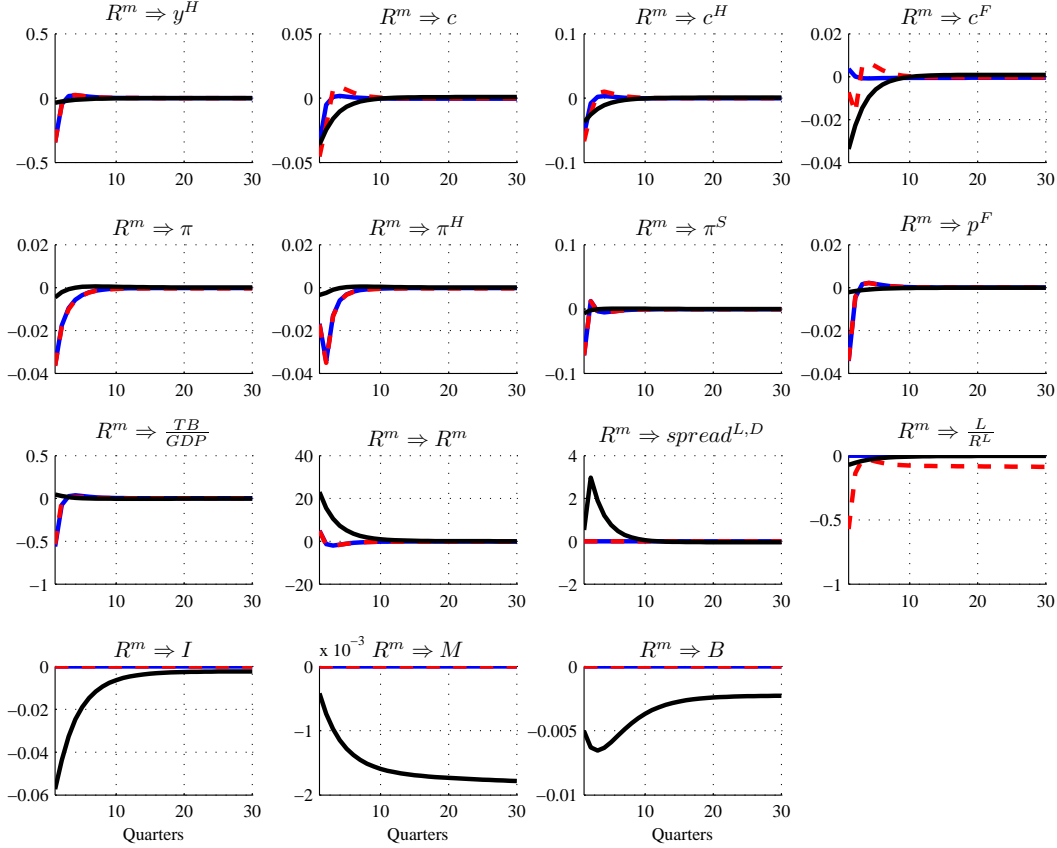 R^m ⇒ y^H R^m ⇒ c R^m ⇒ c^H R^m ⇒ c^F
0.5 0.05 0.1 0.02
0 0 0 0
−0.02
−0.5 −0.05 −0.1 −0.04
10 20 30 10 20 30 10 20 30 10 20 30
R^m ⇒ π R^m ⇒ π^H R^m ⇒ π^S R^m ⇒ p^F
0.02 0.02 0.1 0.02
0 0 0 0
−0.02 −0.02 −0.02
−0.04 −0.04 −0.1 −0.04
10 20 30 10 20 30 10 20 30 10 20 30
R^m ⇒ TB/GDP R^m ⇒ R^m R^m ⇒ spread^{L,D} R^m ⇒ L/R^L
0.5 40 4 0
0 20 2
−0.5 0 0 −0.5
−1 −20 −2 −1
10 20 30 10 20 30 10 20 30 10 20 30
R^m ⇒ I x 10^{−3} R^m ⇒ M R^m ⇒ B
0 0 0
−0.02
−1 −0.005
−0.04
−0.06 −2 −0.01
10 20 30 10 20 30 10 20 30
Quarters Quarters Quarters